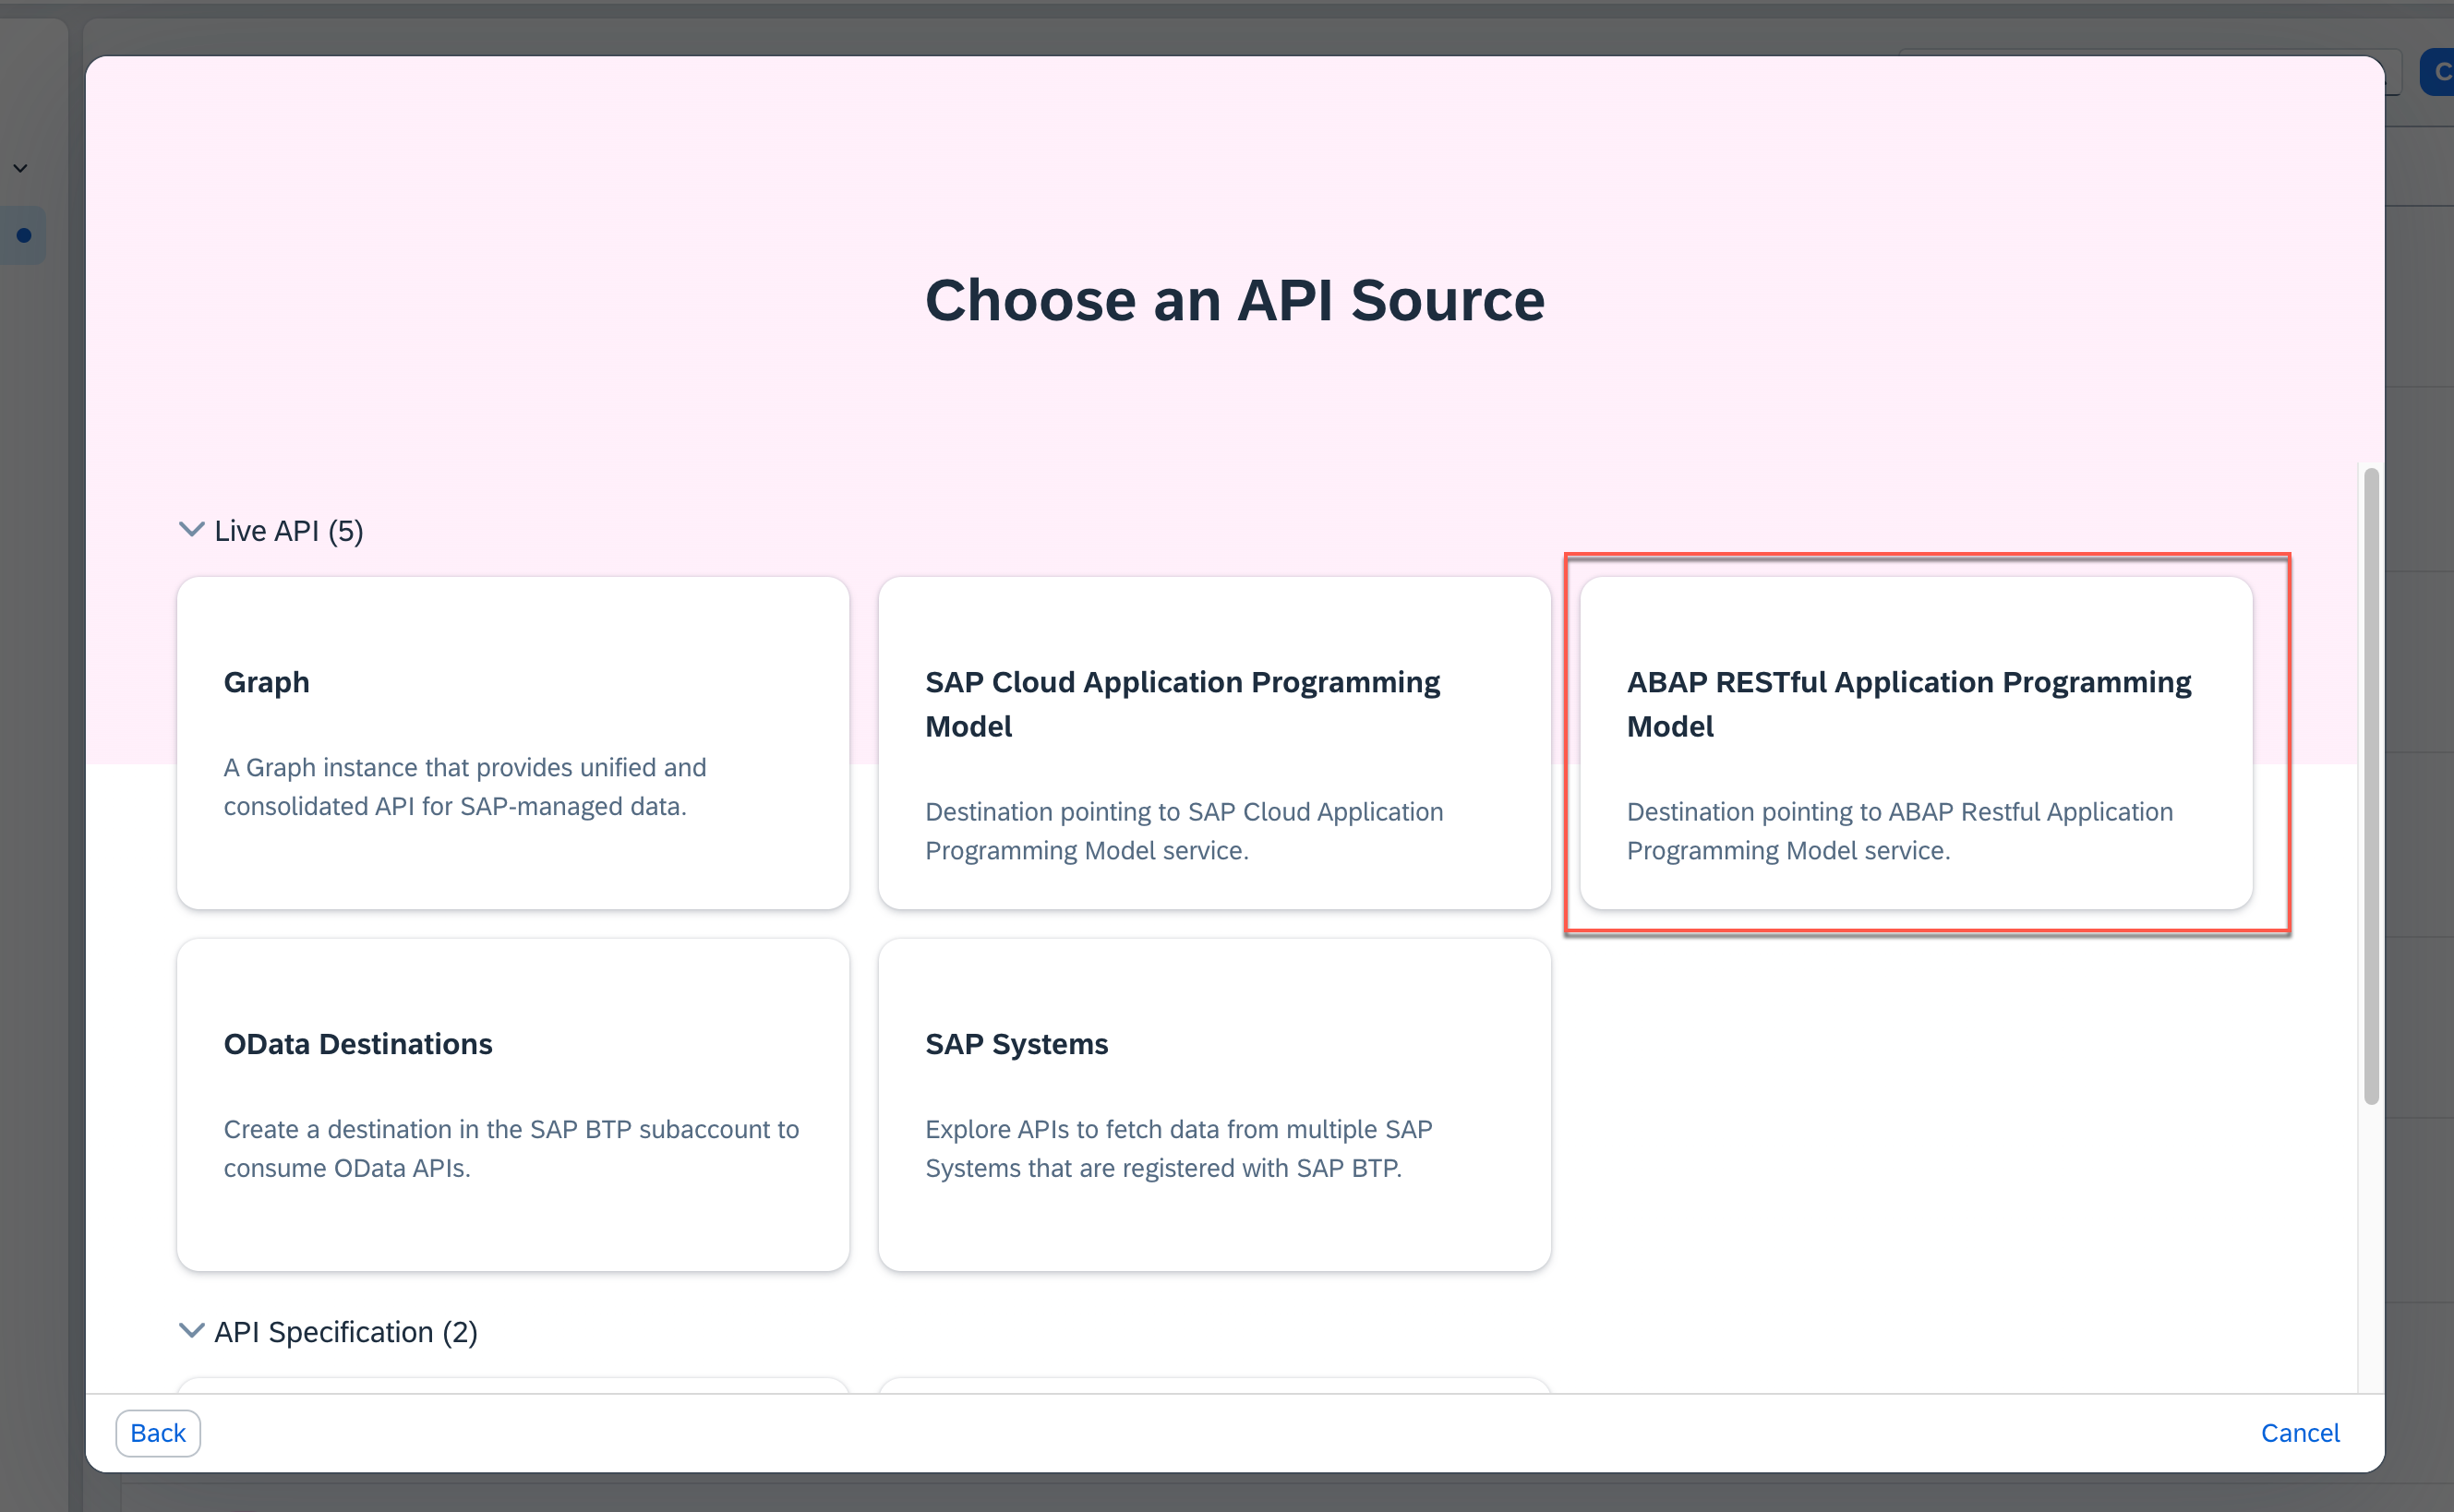 Choose an API Source
Live API (5)
Graph
A Graph instance that provides unified and
consolidated API for SAP-managed data.
SAP Cloud Application Programming
Model
Destination pointing to SAP Cloud Application
Programming Model service.
ABAP RESTful Application Programming
Model
Destination pointing to ABAP Restful Application
Programming Model service.
OData Destinations
Create a destination in the SAP BTP subaccount to
consume OData APIs.
SAP Systems
Explore APIs to fetch data from multiple SAP
Systems that are registered with SAP BTP.
API Specification (2)
Back
Cancel